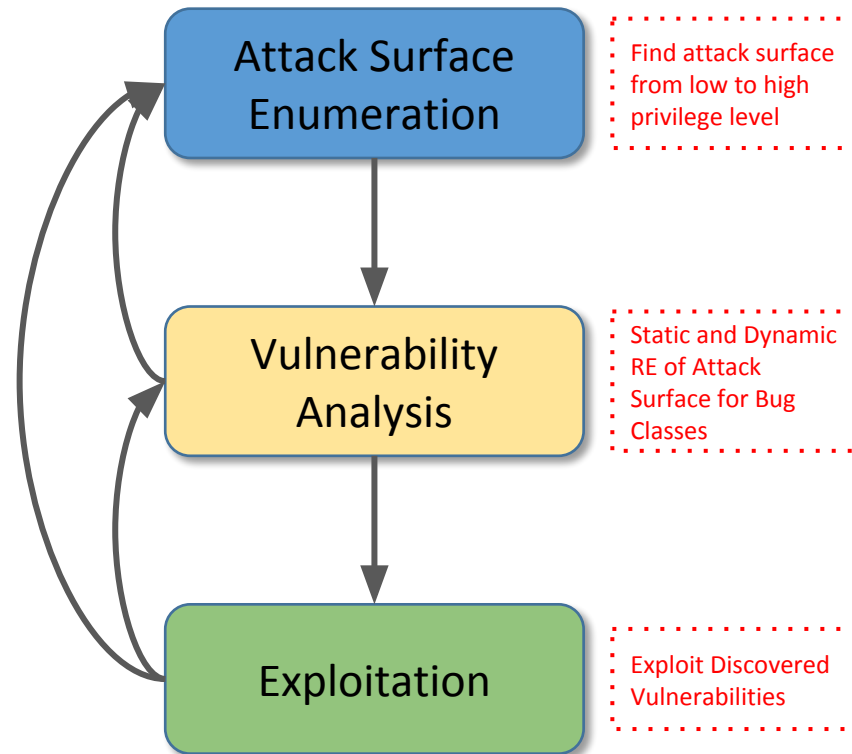 Attack Surface
Enumeration
Find attack surface
from low to high
privilege level
Vulnerability
Analysis
Static and Dynamic
RE of Attack
Surface for Bug
Classes
Exploitation
Exploit Discovered
Vulnerabilities